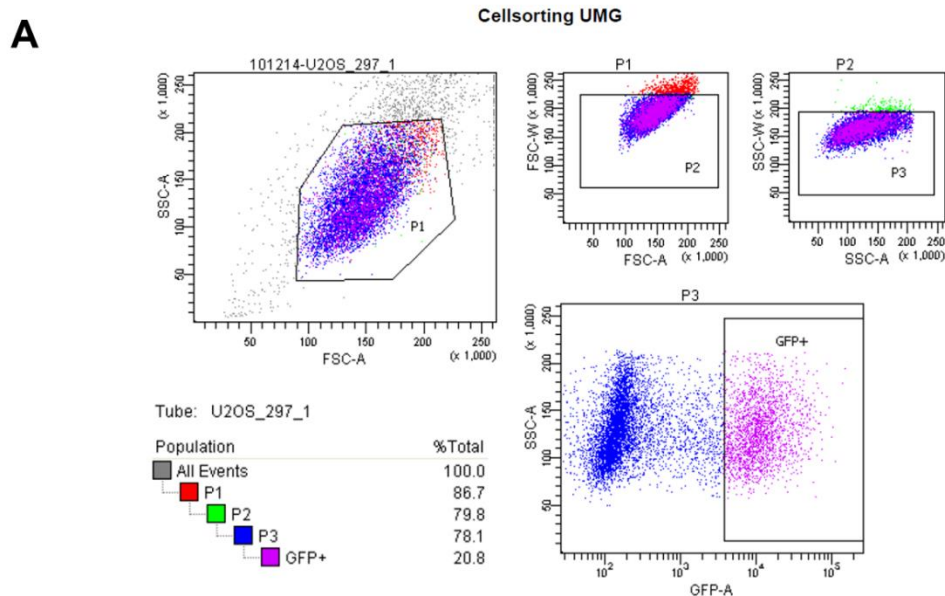 Cellsorting UMG
A
101214-U2OS_297_1
SSC-A
(x 1,000)
50 100 150 200 250
P1
50 100 150 200 250
FSC-A
(x 1,000)
P1
FSC-W
(x 1,000)
50 100 150 200 250
P2
50 100 150 200 250
FSC-A
(x 1,000)
P2
SSC-W
(x 1,000)
50 100 150 200 250
P3
50 100 150 200 250
SSC-A
(x 1,000)
P3
SSC-A
(x 1,000)
50 100 150 200 250
GFP+
10² 10³ 10⁴ 10⁵
GFP-A
Tube: U2OS_297_1
Population %Total
All Events 100.0
P1 86.7
P2 79.8
P3 78.1
GFP+ 20.8